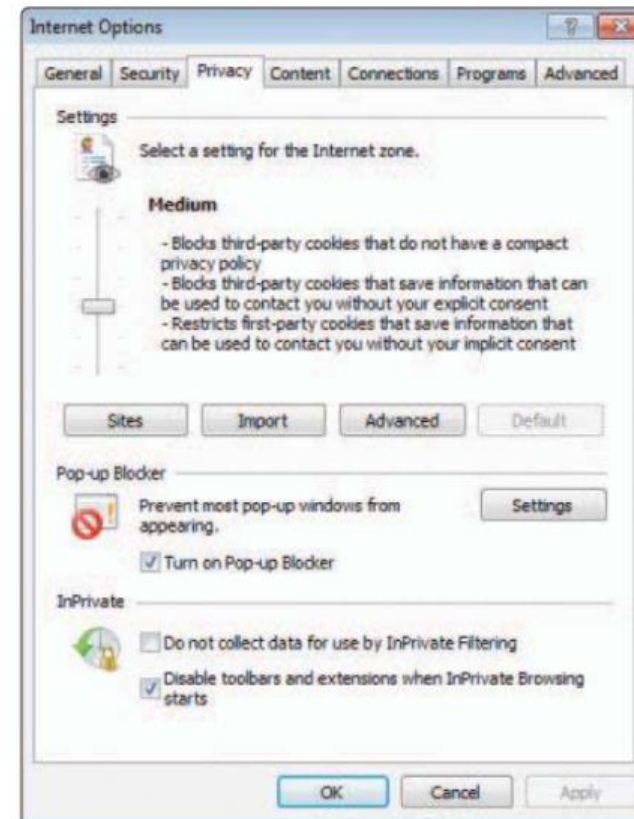 Internet Options
General Security Privacy Content Connections Programs Advanced
Settings
Select a setting for the Internet zone.
Medium
- Blocks third-party cookies that do not have a compact
privacy policy
- Blocks third-party cookies that save information that can
be used to contact you without your explicit consent
- Restricts first-party cookies that save information that
can be used to contact you without your implicit consent
Sites Import Advanced Default
Pop-up Blocker
Prevent most pop-up windows from
appearing.
Settings
Turn on Pop-up Blocker
InPrivate
Do not collect data for use by InPrivate Filtering
Disable toolbars and extensions when InPrivate Browsing
starts
OK Cancel Apply